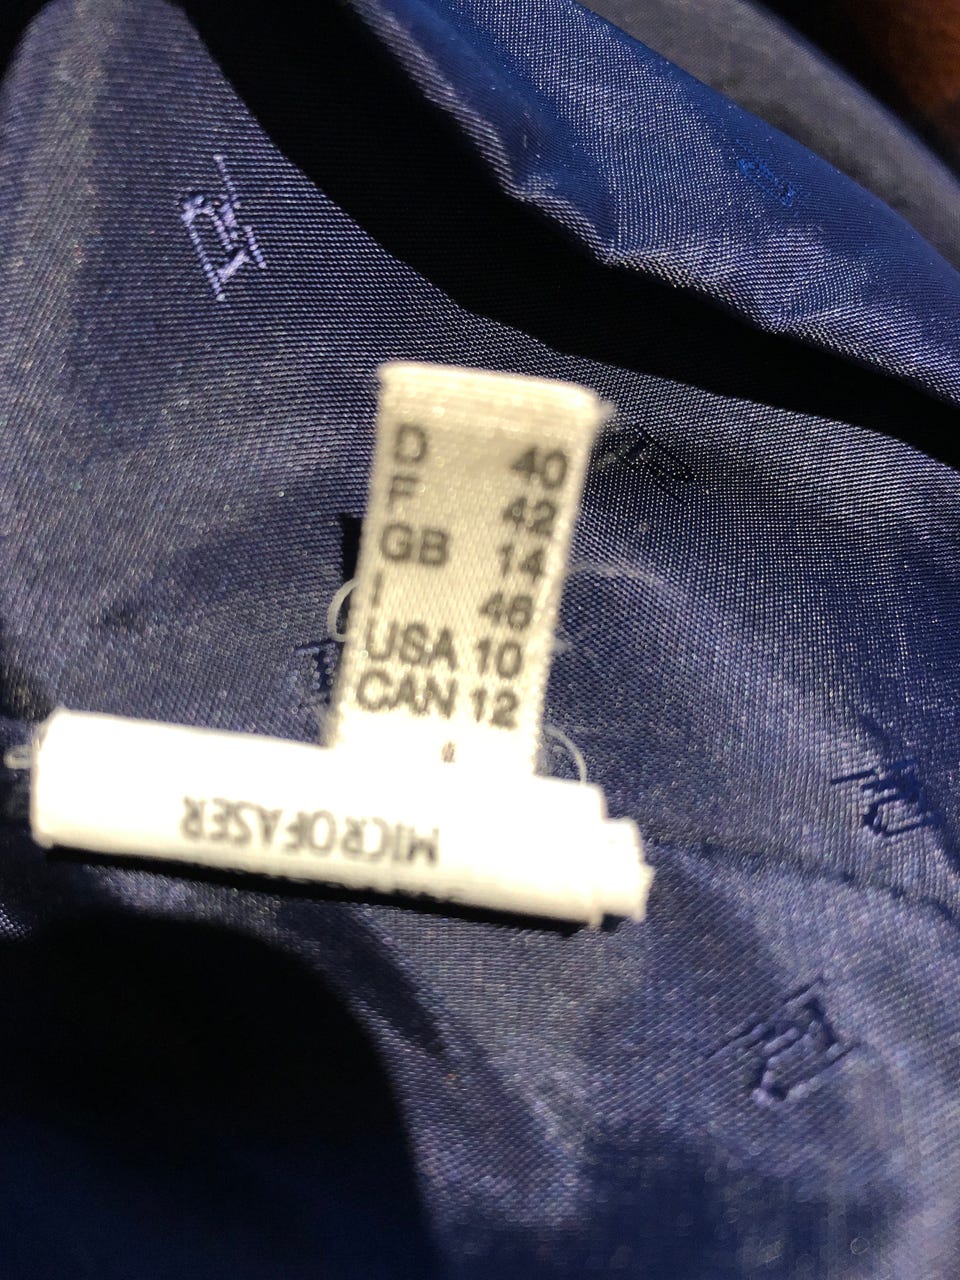 D 40
F 42
GB 14
I 46
USA 10
CAN 12
MICROFASER